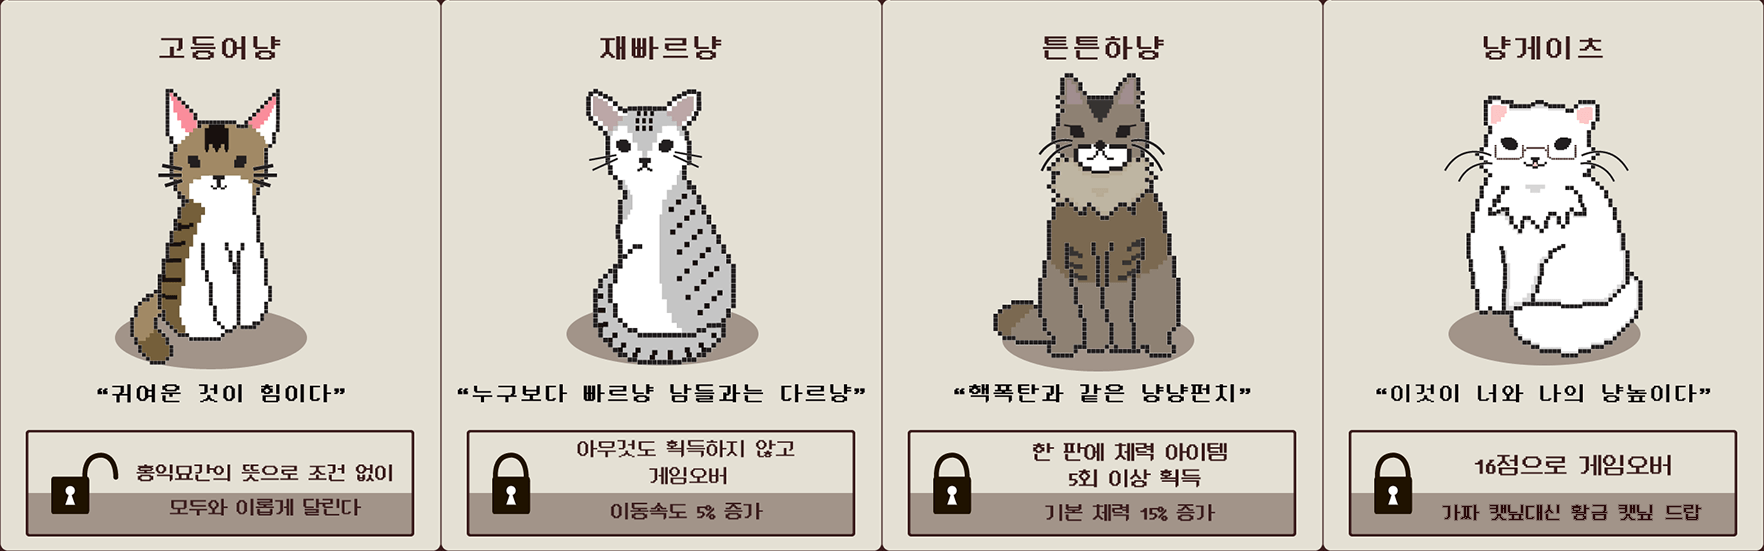 고등어냥
“귀여운 것이 힘이다”
홍익묘간의 뜻으로 조건 없이
모두와 이롭게 달린다
재빠르냥
“누구보다 빠르냥 남들과는 다르냥”
아무것도 획득하지 않고
게임오버
이동속도 5% 증가
튼튼하냥
“핵폭탄과 같은 냥냥펀치”
한 판에 체력 아이템
5회 이상 획득
기본 체력 15% 증가
냥게이츠
“이것이 너와 나의 냥높이다”
16점으로 게임오버
가짜 캣닢대신 황금 캣닢 드랍